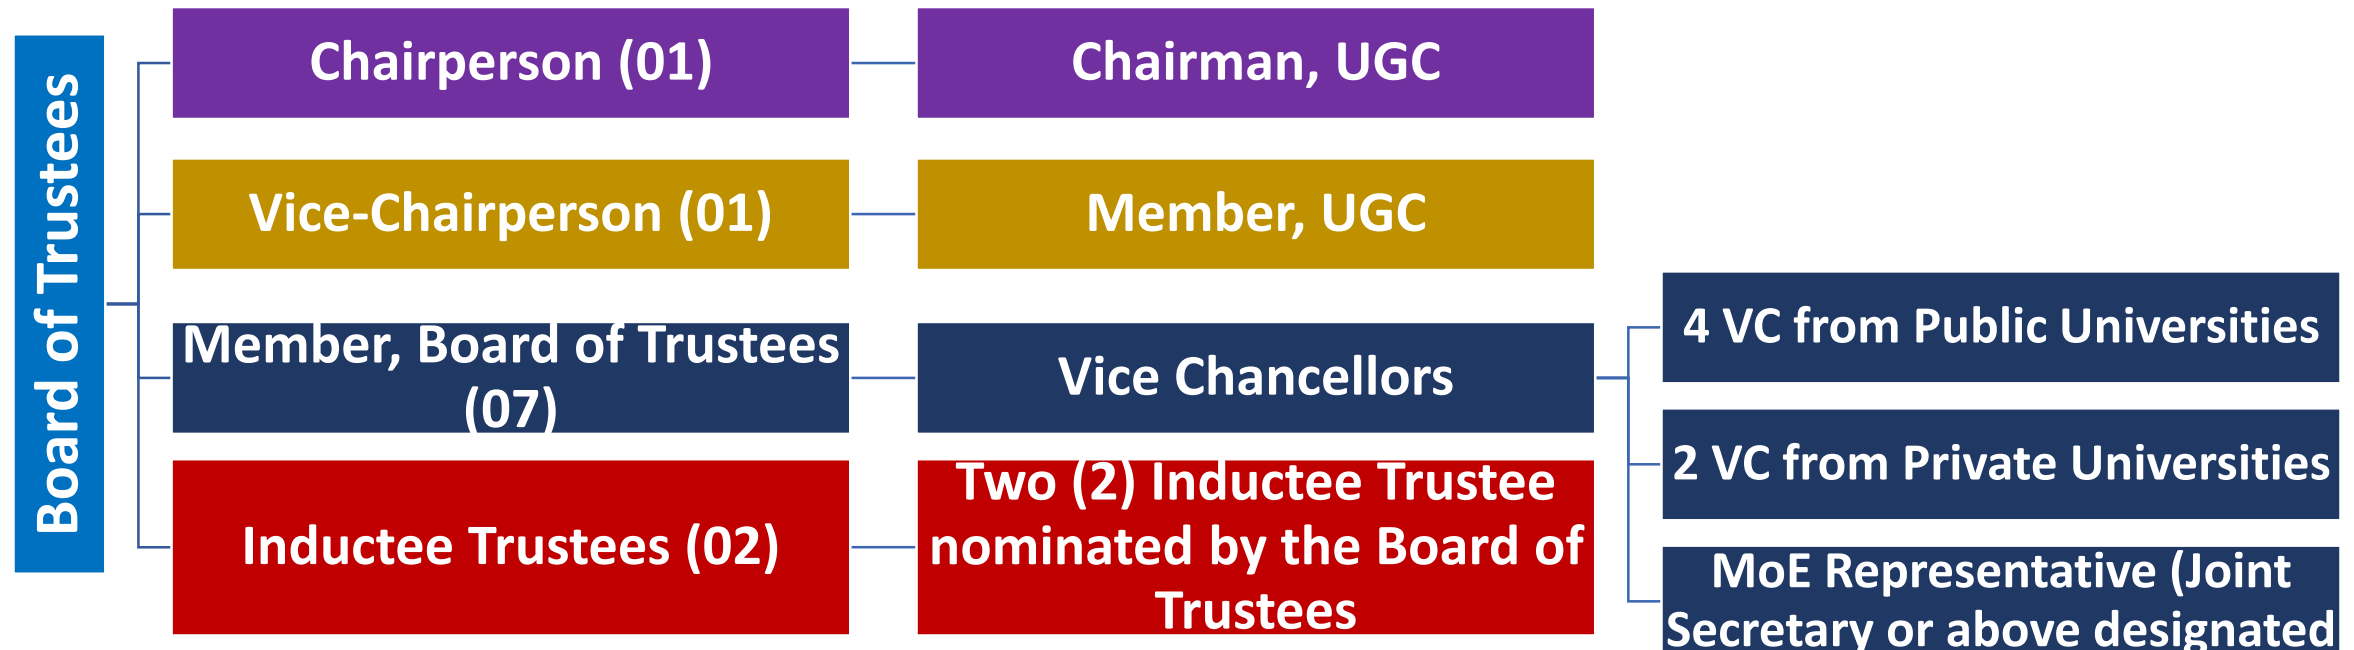 Board of Trustees
Chairperson (01)
Chairman, UGC
Vice-Chairperson (01)
Member, UGC
Member, Board of Trustees
(07)
Vice Chancellors
4 VC from Public Universities
2 VC from Private Universities
MoE Representative (Joint
Secretary or above designated
Inductee Trustees (02)
Two (2) Inductee Trustee
nominated by the Board of
Trustees